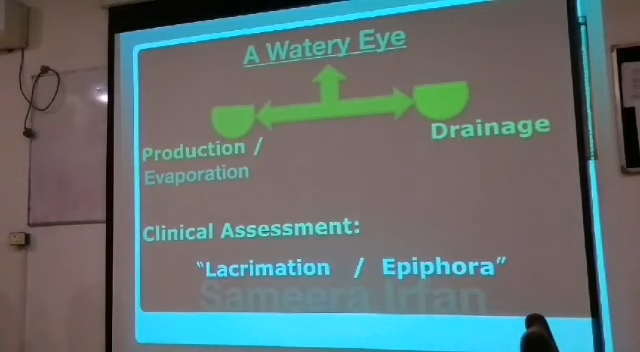 A Watery Eye
Production /
Evaporation
Drainage
Clinical Assessment:
“Lacrimation / Epiphora”
Sameera Irfan